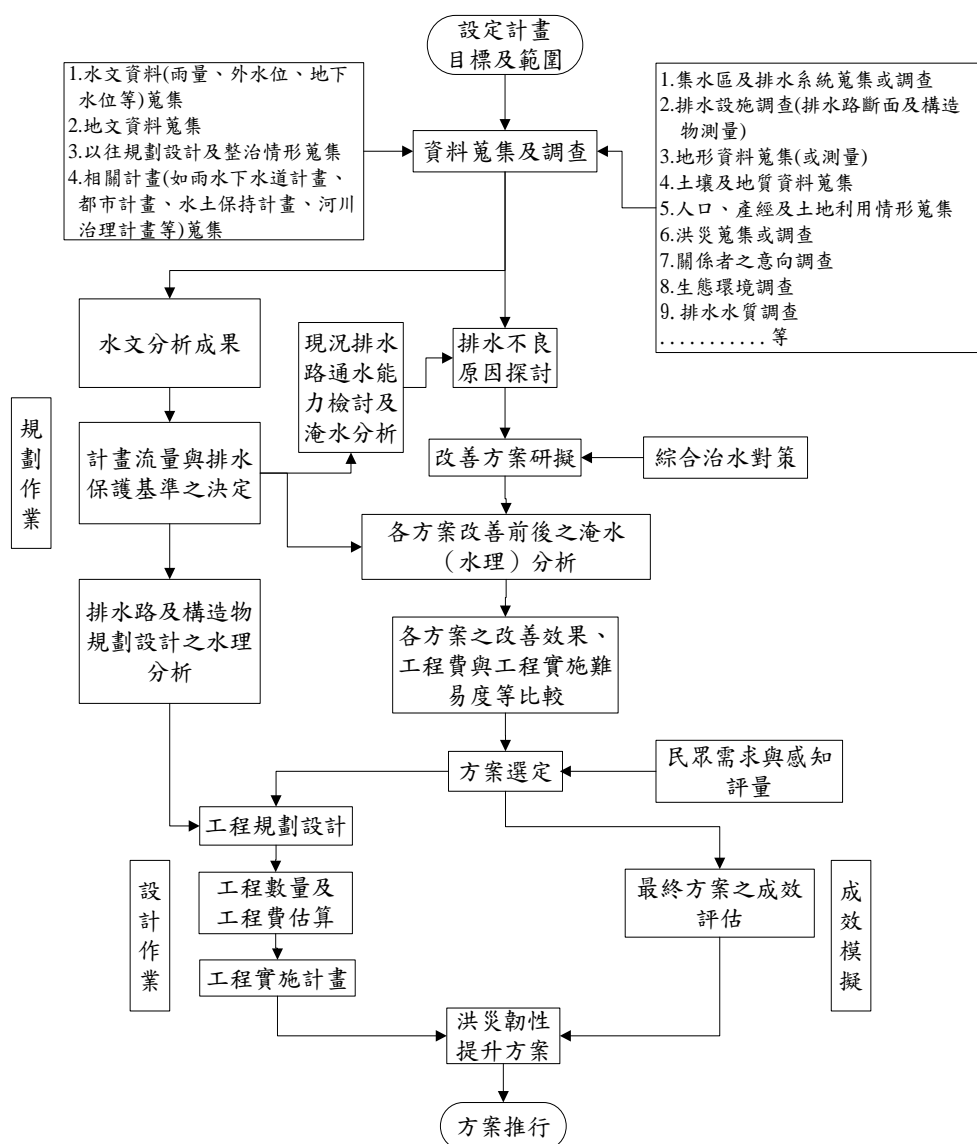 設定計畫
目標及範圍
1.水文資料(雨量、外水位、地下
水位等)蒐集
2.地文資料蒐集
3.以往規劃設計及整治情形蒐集
4.相關計畫(如雨水下水道計畫、
都市計畫、水土保持計畫、河川
治理計畫等)蒐集
資料蒐集及調查
1.集水區及排水系統蒐集或調查
2.排水設施調查(排水路斷面及構造
物測量)
3.地形資料蒐集(或測量)
4.土壤及地質資料蒐集
5.人口、產經及土地利用情形蒐集
6.洪災蒐集或調查
7.關係者之意向調查
8.生態環境調查
9.排水水質調查
...........等
水文分析成果
現況排水
路通水能
力檢討及
淹水分析
排水不良
原因探討
規劃作業
計畫流量與排水
保護基準之決定
改善方案研擬
綜合治水對策
各方案改善前後之淹水
（水理）分析
排水路及構造物
規劃設計之水理
分析
各方案之改善效果、
工程費與工程實施難
易度等比較
方案選定
民眾需求與感知
評量
工程規劃設計
設計作業
工程數量及
工程費估算
最終方案之成效
評估
成效模擬
工程實施計畫
洪災韌性
提升方案
方案推行